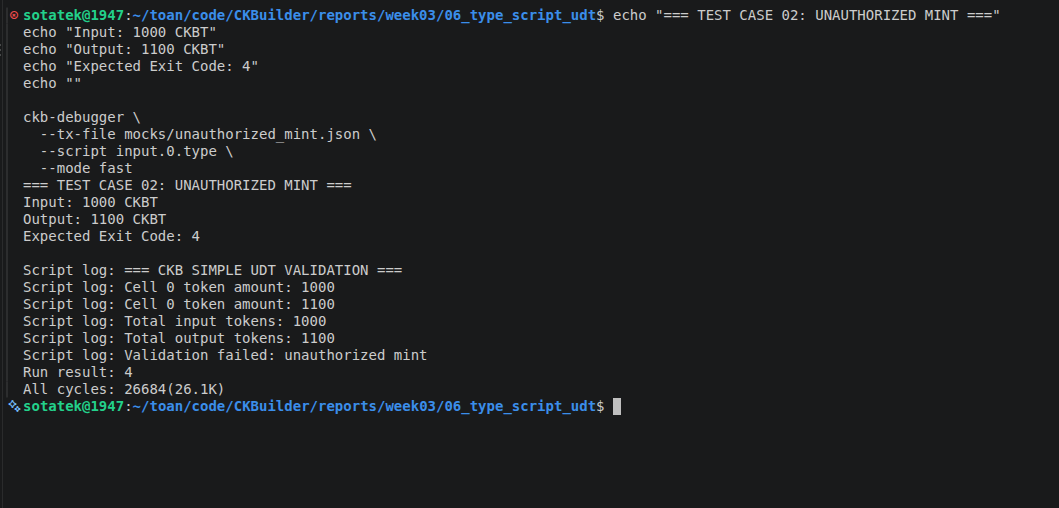 sotatek@1947:~/toan/code/CKBuilder/reports/week03/06_type_script_udt$ echo "=== TEST CASE 02: UNAUTHORIZED MINT ==="
echo "Input: 1000 CKBT"
echo "Output: 1100 CKBT"
echo "Expected Exit Code: 4"
echo ""

ckb-debugger \
  --tx-file mocks/unauthorized_mint.json \
  --script input.0.type \
  --mode fast
=== TEST CASE 02: UNAUTHORIZED MINT ===
Input: 1000 CKBT
Output: 1100 CKBT
Expected Exit Code: 4

Script log: === CKB SIMPLE UDT VALIDATION ===
Script log: Cell 0 token amount: 1000
Script log: Cell 0 token amount: 1100
Script log: Total input tokens: 1000
Script log: Total output tokens: 1100
Script log: Validation failed: unauthorized mint
Run result: 4
All cycles: 26684(26.1K)
sotatek@1947:~/toan/code/CKBuilder/reports/week03/06_type_script_udt$